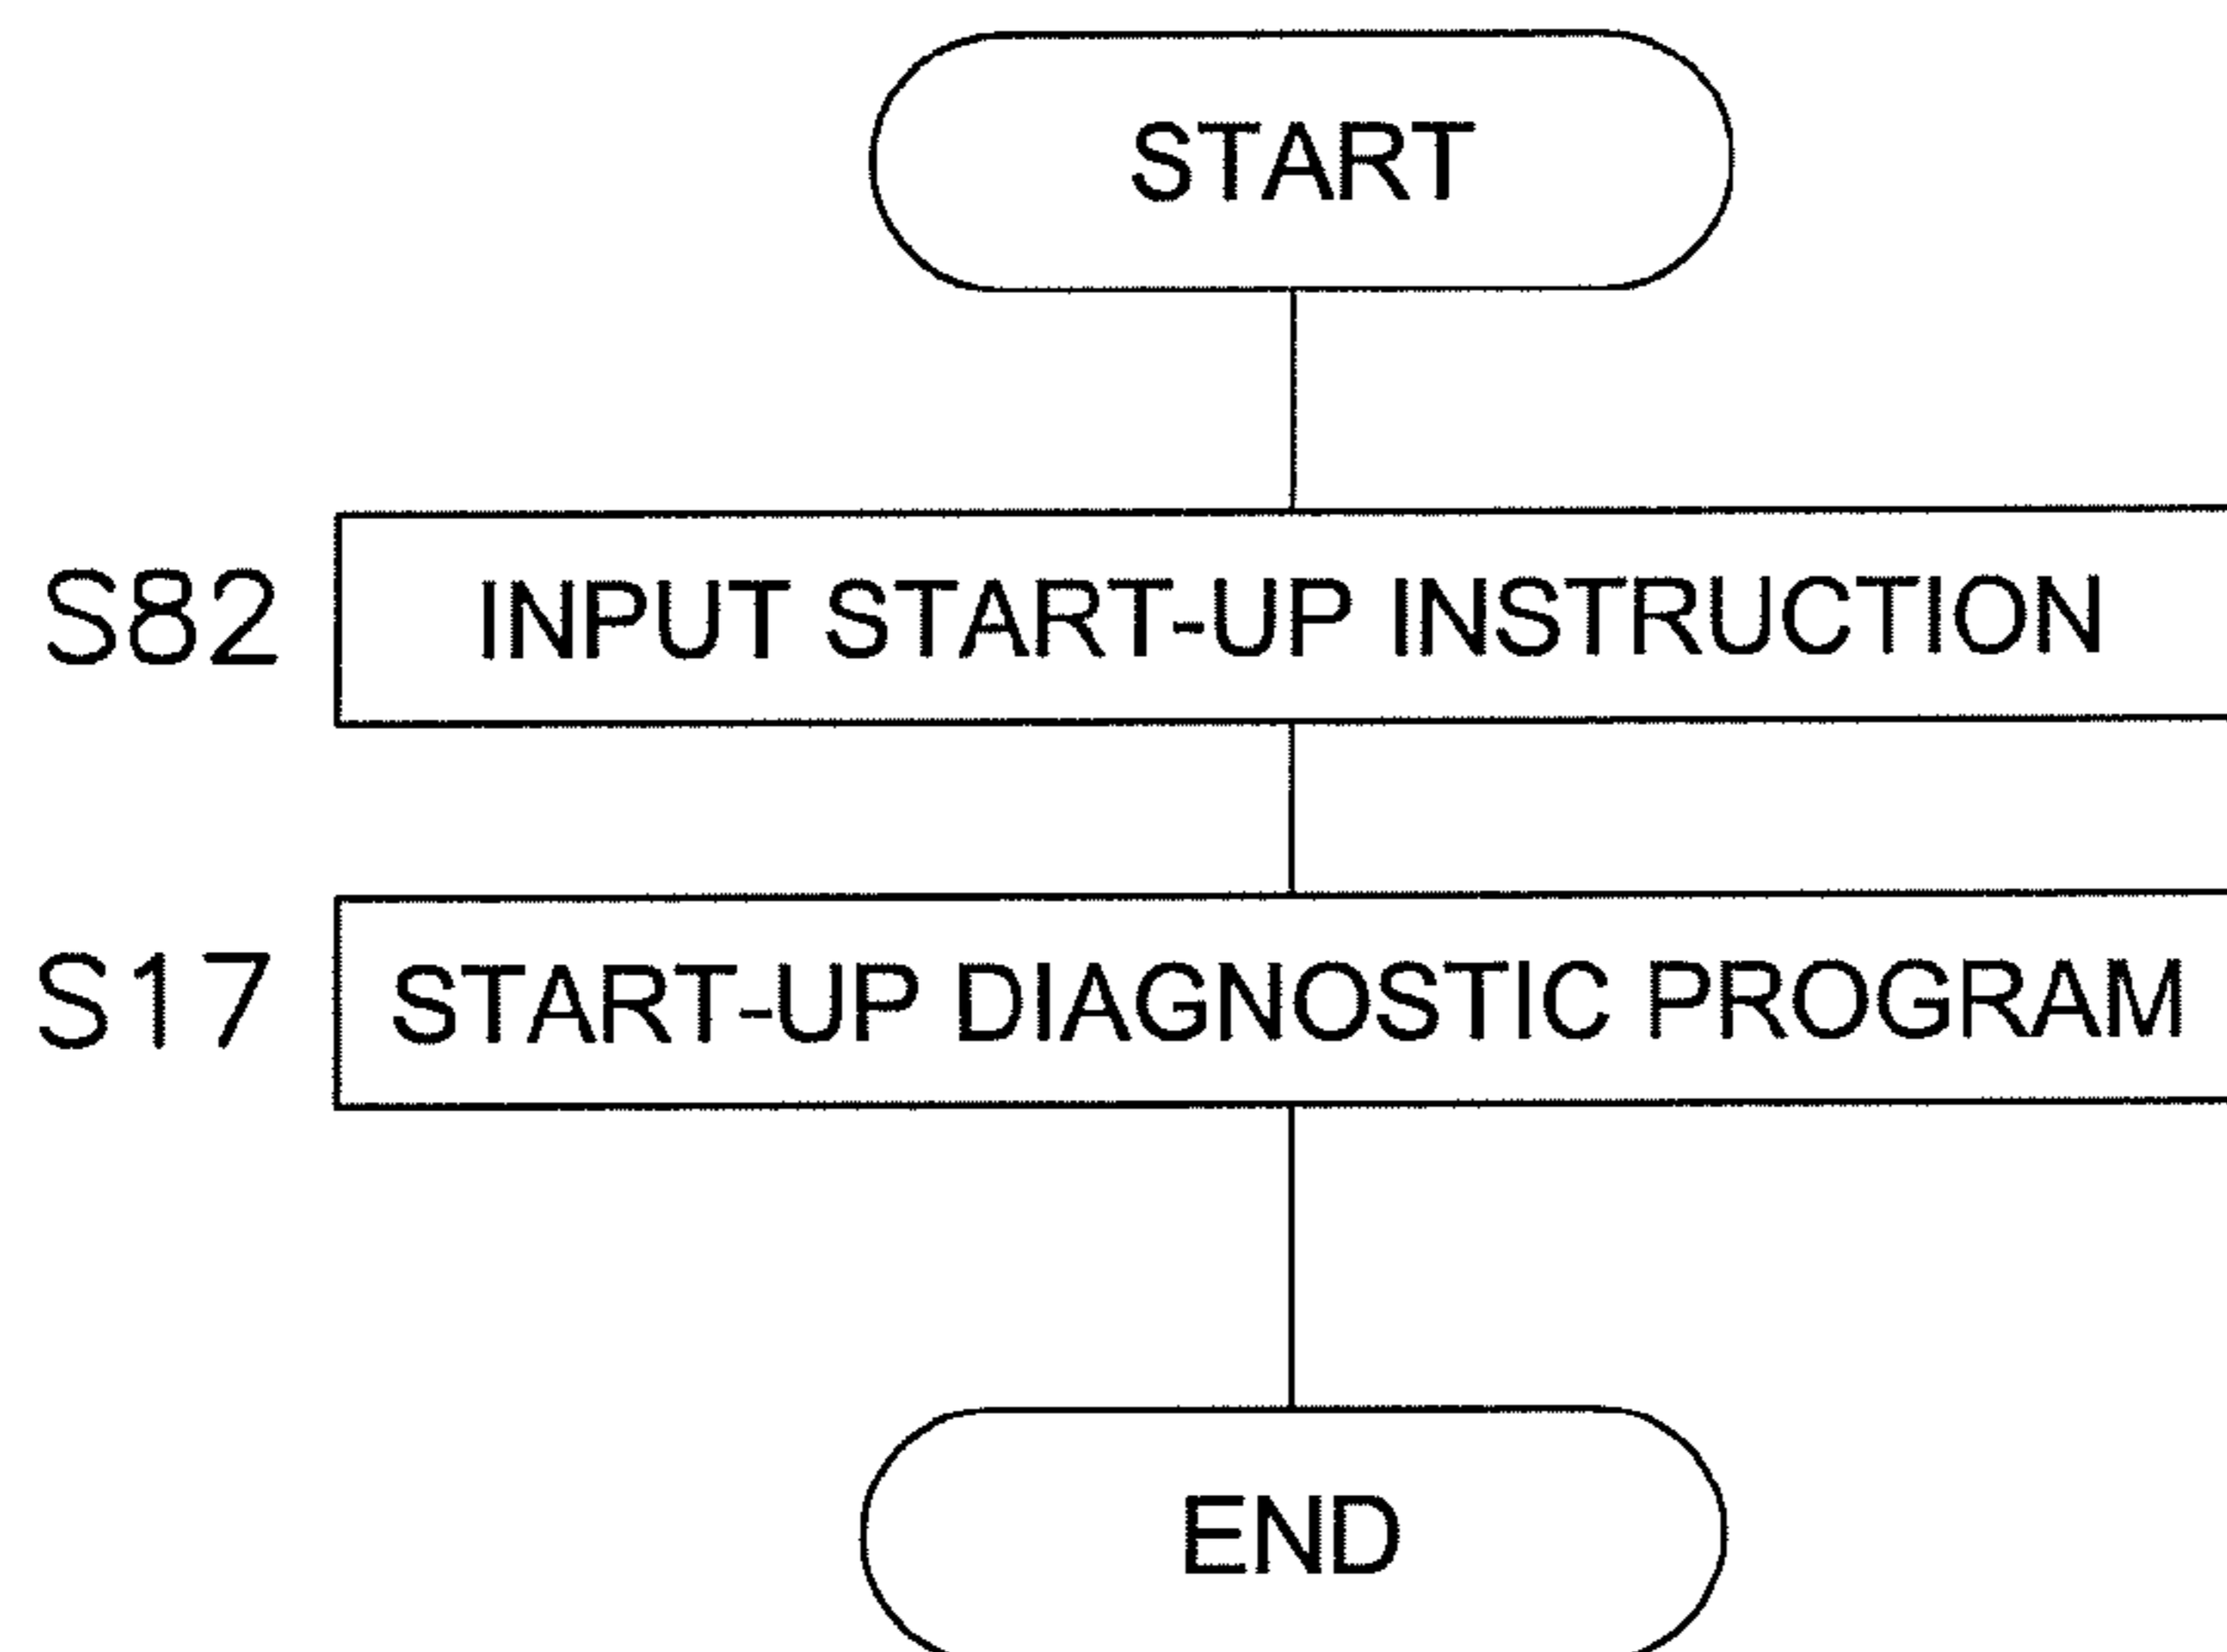 START
S82 INPUT START-UP INSTRUCTION
S17 START-UP DIAGNOSTIC PROGRAM
END